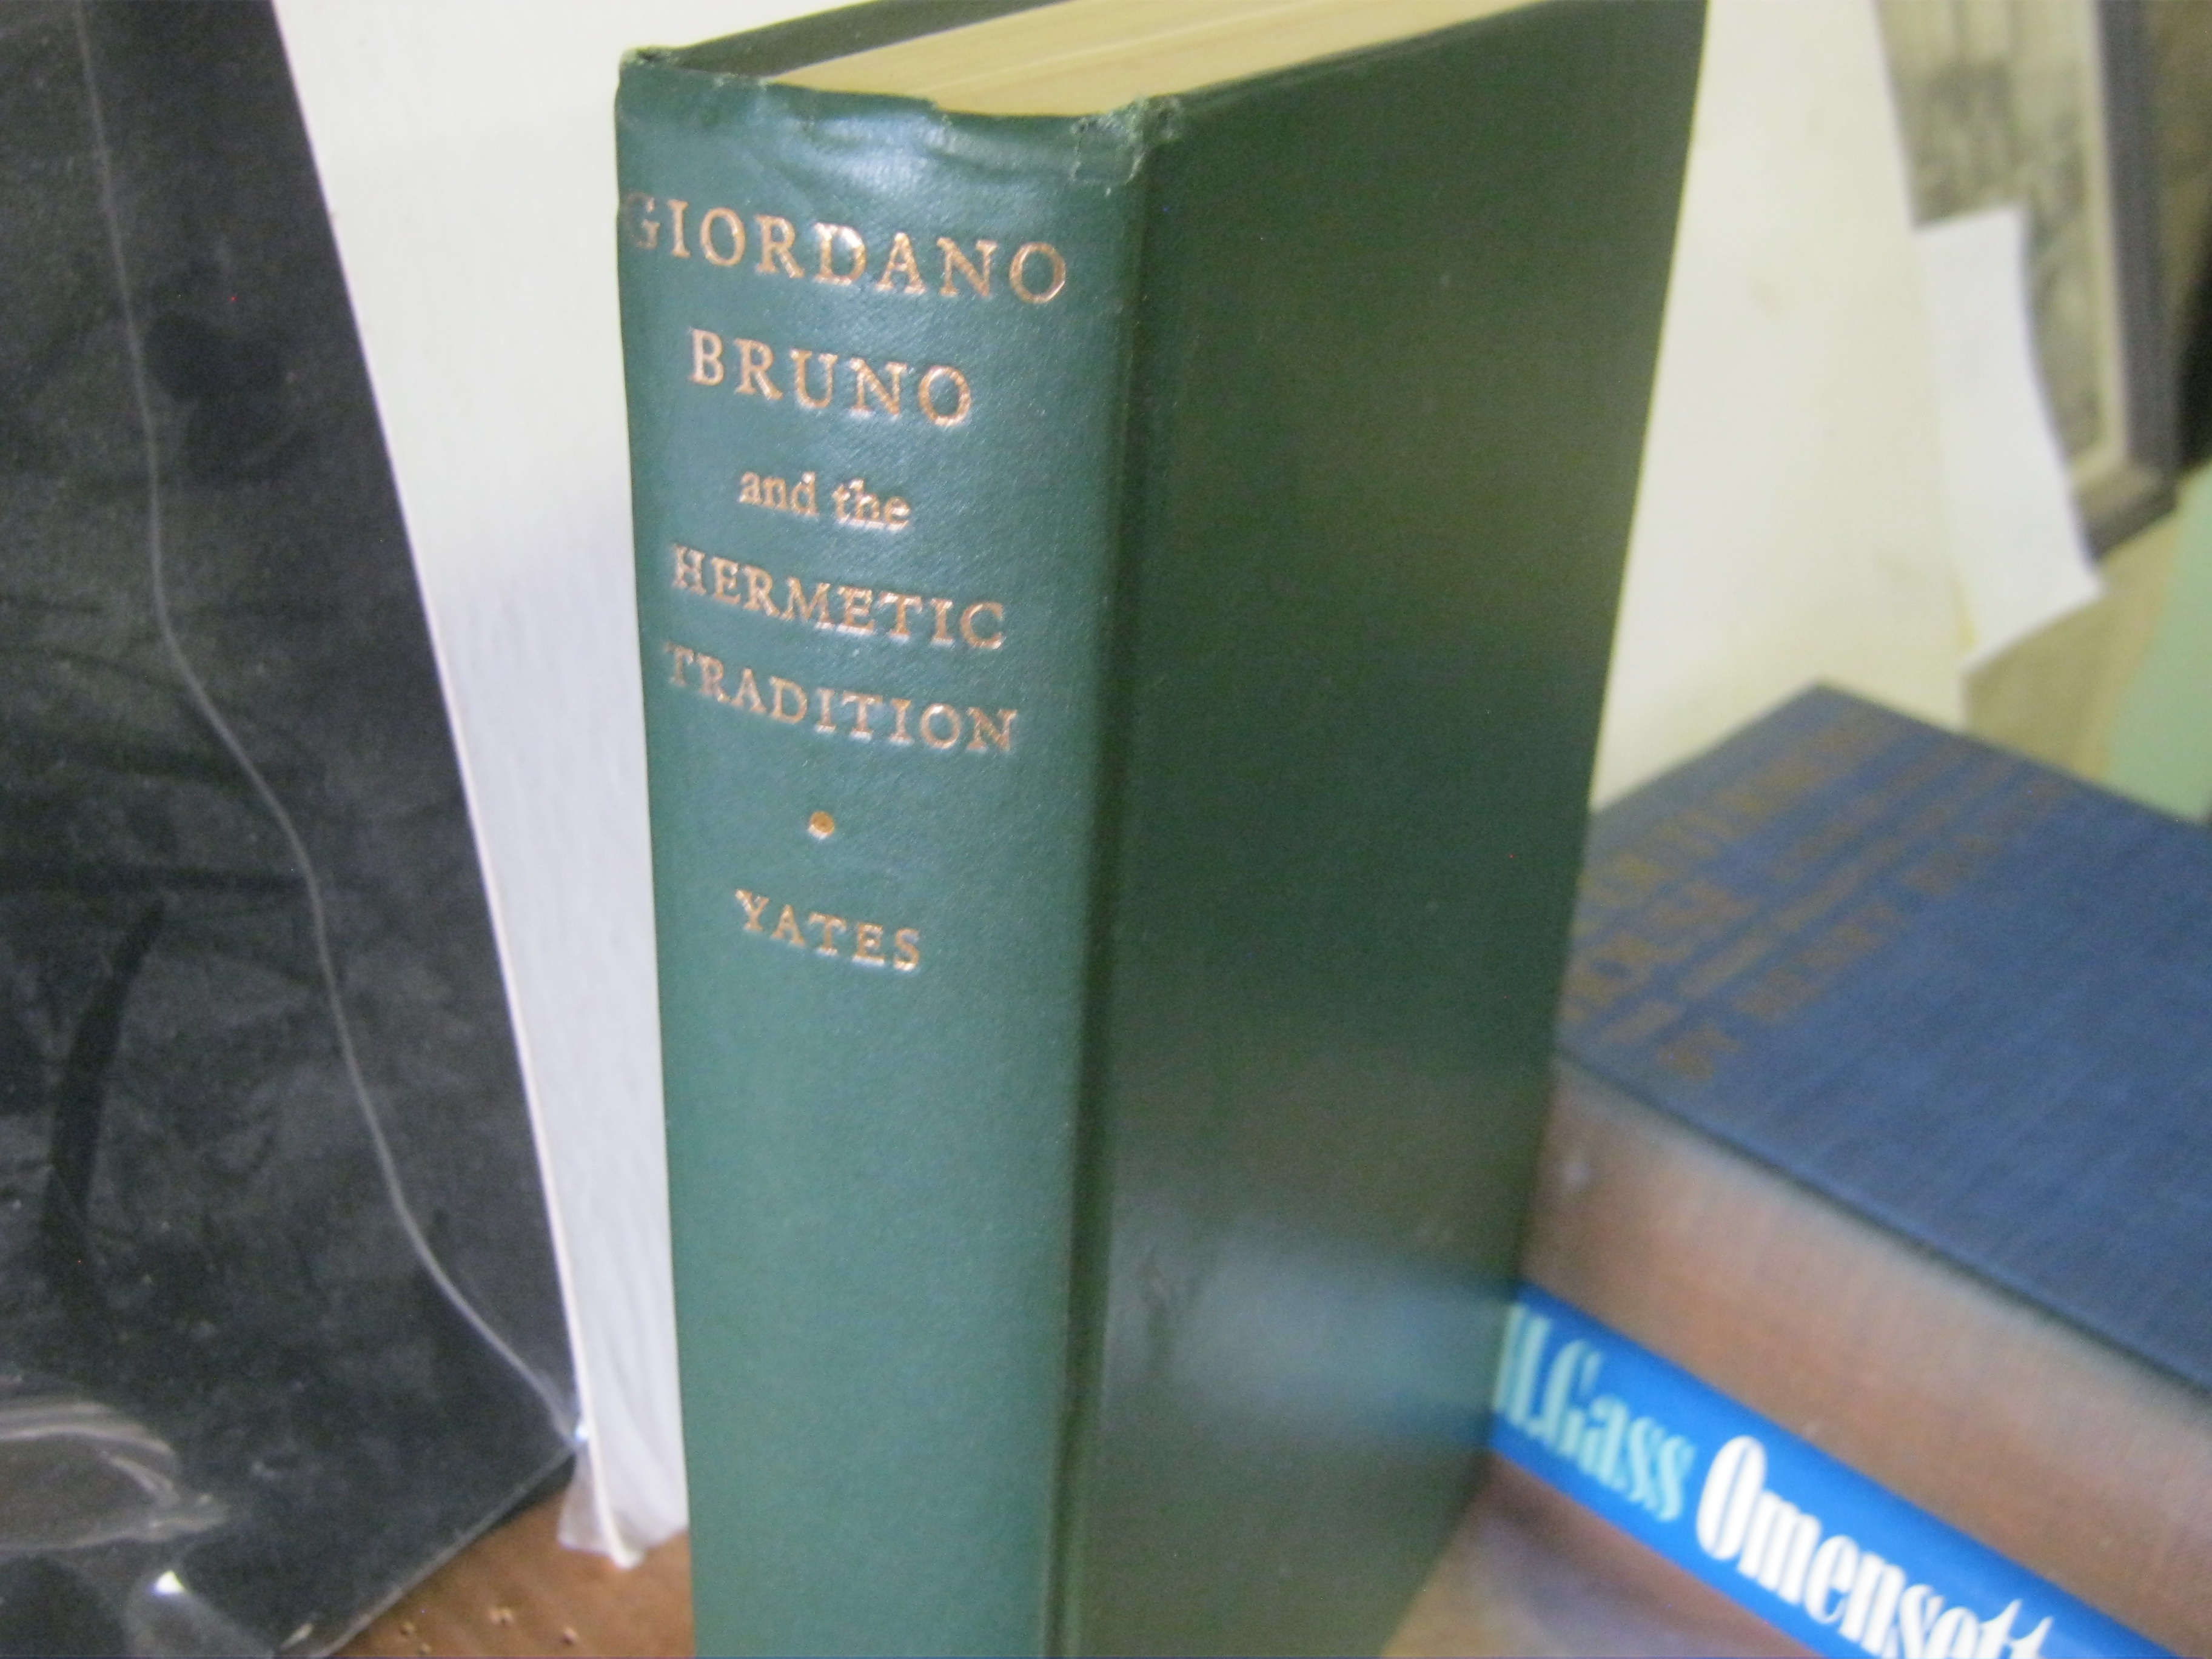 GIORDANO
BRUNO
and the
HERMETIC
TRADITION
•
YATES
H.Gass Omensett